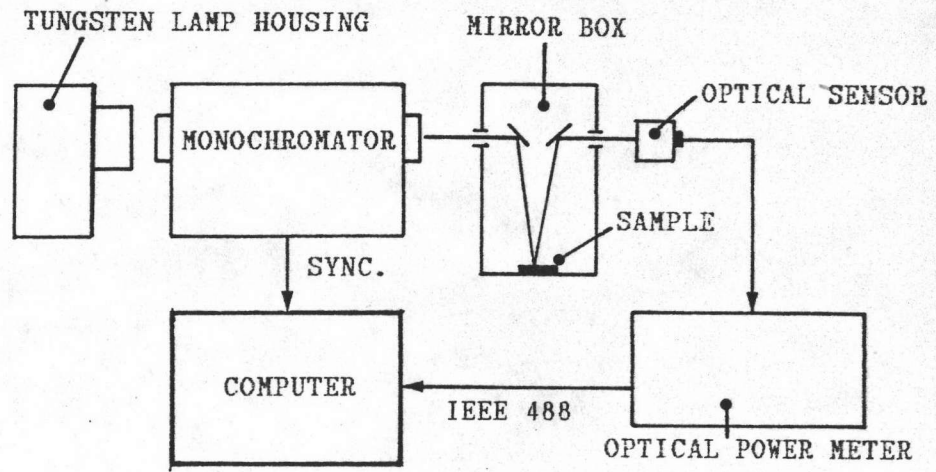 TUNGSTEN LAMP HOUSING
MIRROR BOX
OPTICAL SENSOR
MONOCHROMATOR
SAMPLE
SYNC.
COMPUTER
IEEE 488
OPTICAL POWER METER